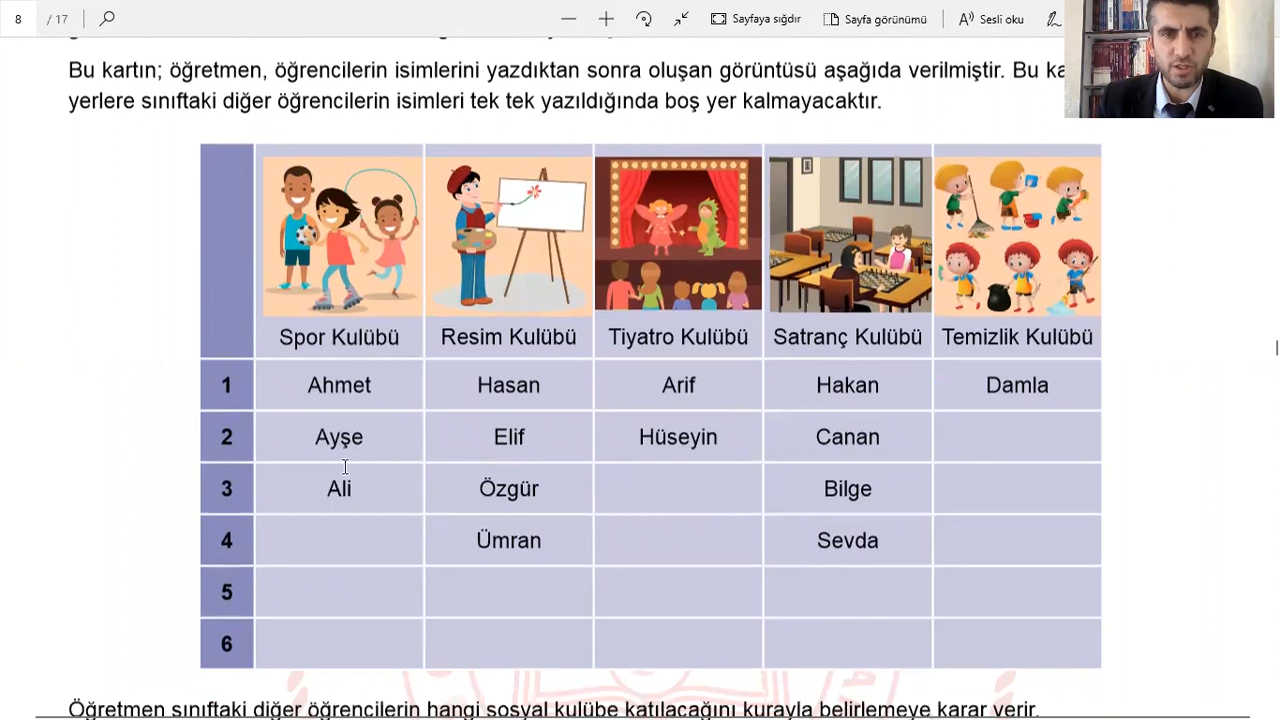 8 / 17 Sayfaya sığdır Sayfa görünümü Sesli oku
Bu kartın; öğretmen, öğrencilerin isimlerini yazdıktan sonra oluşan görüntüsü aşağıda verilmiştir. Bu
yerlere sınıftaki diğer öğrencilerin isimleri tek tek yazıldığında boş yer kalmayacaktır.
Spor Kulübü Resim Kulübü Tiyatro Kulübü Satranç Kulübü Temizlik Kulübü
1 Ahmet Hasan Arif Hakan Damla
2 Ayşe Elif Hüseyin Canan
3 Ali Özgür Bilge
4 Ümran Sevda
5
6
Öğretmen sınıftaki diğer öğrencilerin hangi sosyal kulübe katılacağını kurayla belirlemeye karar verir.